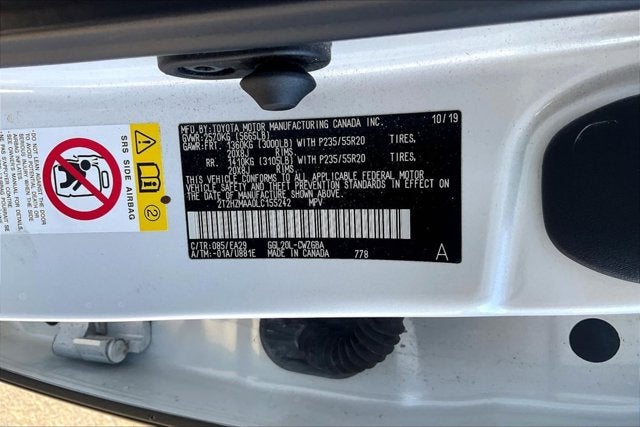 MFD.BY:TOYOTA MOTOR MANUFACTURING CANADA INC. 10/19
GVWR:2570KG (5665LB)
GAWR:FRT. 1360KG (3000LB)WITH P235/55R20 TIRES,
20X8J RIMS,
RR. 1410KG (3105LB)WITH P235/55R20 TIRES,
20X8J
THIS VEHICLE CONFORMS TO ALL APPLICABLE FEDERAL MOTOR
VEHICLE SAFETY AND THEFT PREVENTION STANDARDS IN EFFECT ON
THE DATE OF MANUFACTURE SHOWN ABOVE.
2T2HZMAA0LC155242 MPV
C/TR:085/EA29 GGL20L-CWZGBA
A/TM:-01A/U881E MADE IN CANADA 778 A
SRS SIDE AIRBAG
2